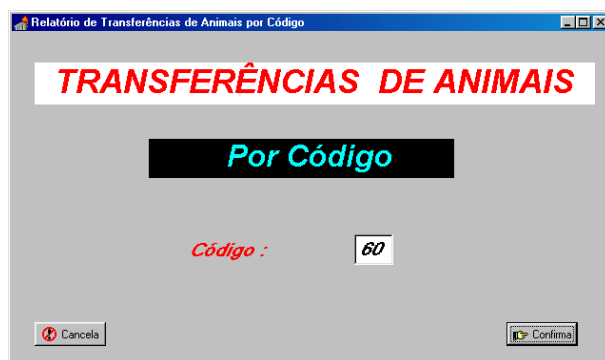 Relatório de Transferências de Animais por Código
TRANSFERÊNCIAS DE ANIMAIS
Por Código
Código : 60
Cancela Confirma